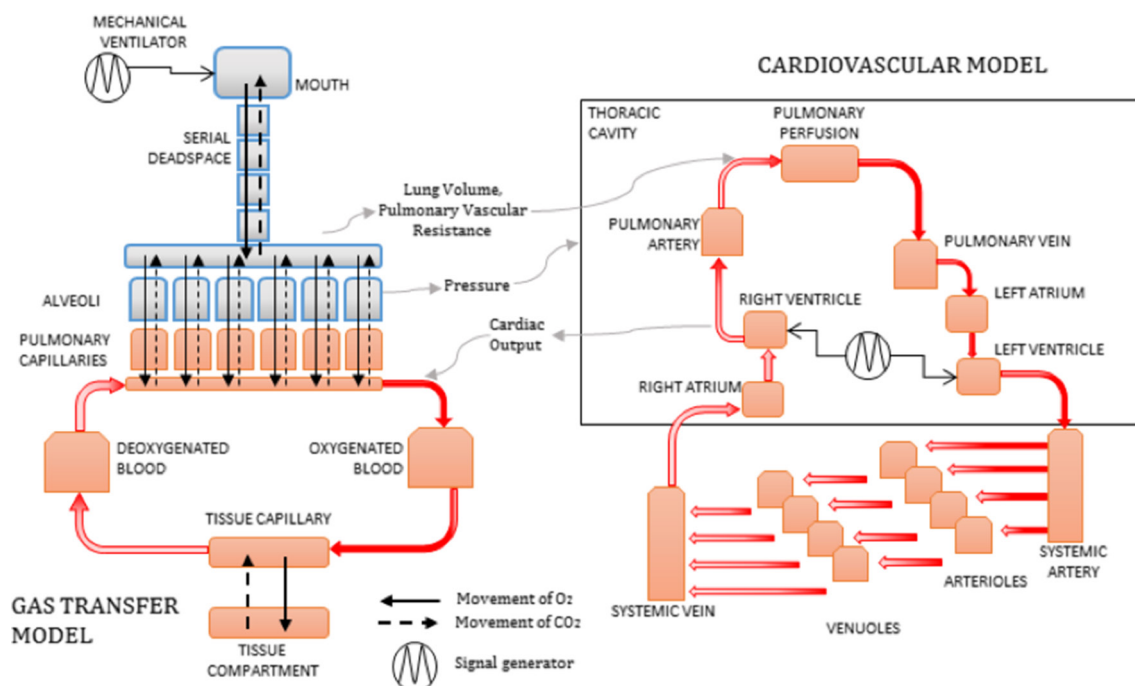 MECHANICAL
VENTILATOR
MOUTH
SERIAL
DEADSPACE
Lung Volume,
Pulmonary Vascular
Resistance
ALVEOLI
Pressure
PULMONARY
CAPILLARIES
Cardiac
Output
DEOXYGENATED
BLOOD
OXYGENATED
BLOOD
TISSUE CAPILLARY
GAS TRANSFER
MODEL
TISSUE
COMPARTMENT
Movement of O₂
Movement of CO₂
Signal generator
CARDIOVASCULAR MODEL
THORACIC
CAVITY
PULMONARY
PERFUSION
PULMONARY
ARTERY
PULMONARY VEIN
LEFT ATRIUM
RIGHT VENTRICLE
LEFT VENTRICLE
RIGHT ATRIUM
SYSTEMIC
ARTERY
ARTERIOLES
SYSTEMIC VEIN
VENUOLES